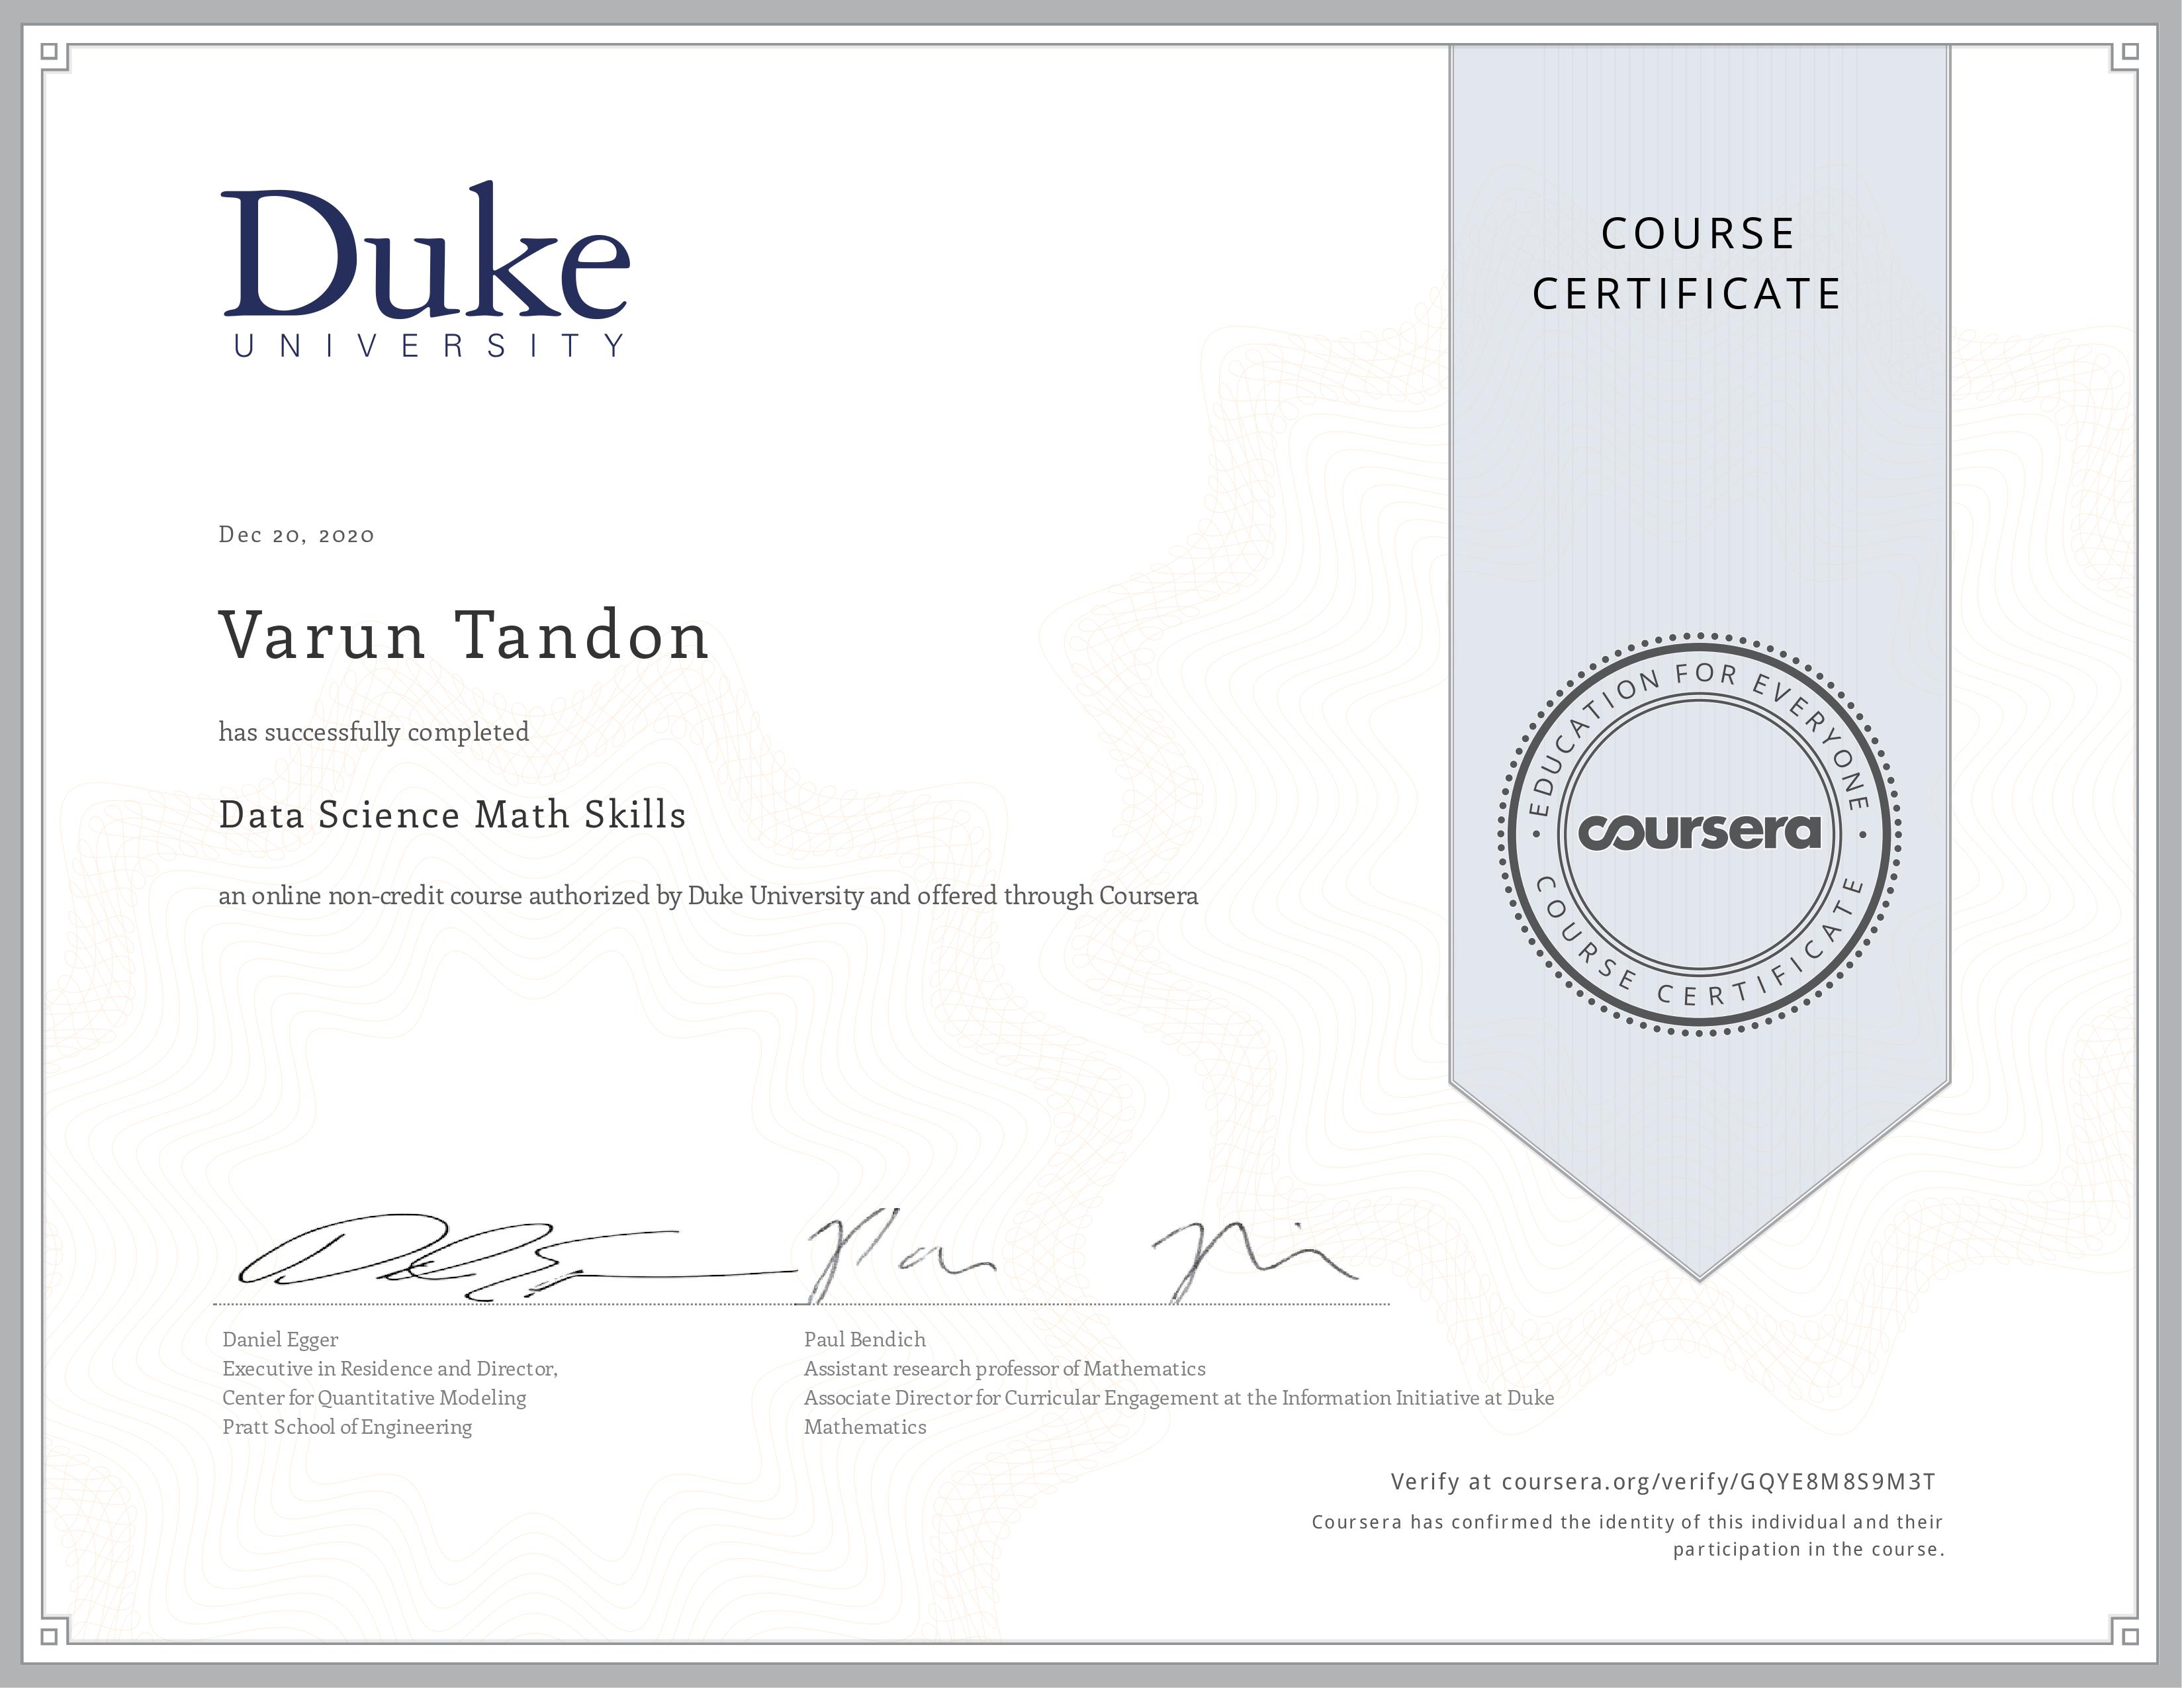 Duke
UNIVERSITY
COURSE
CERTIFICATE
Dec 20, 2020
Varun Tandon
has successfully completed
Data Science Math Skills
an online non-credit course authorized by Duke University and offered through Coursera
EDUCATION FOR EVERYONE
coursera
COURSE CERTIFICATE
Daniel Egger
Executive in Residence and Director,
Center for Quantitative Modeling
Pratt School of Engineering
Paul Bendich
Assistant research professor of Mathematics
Associate Director for Curricular Engagement at the Information Initiative at Duke
Mathematics
Verify at coursera.org/verify/GQYE8M8S9M3T
Coursera has confirmed the identity of this individual and their
participation in the course.